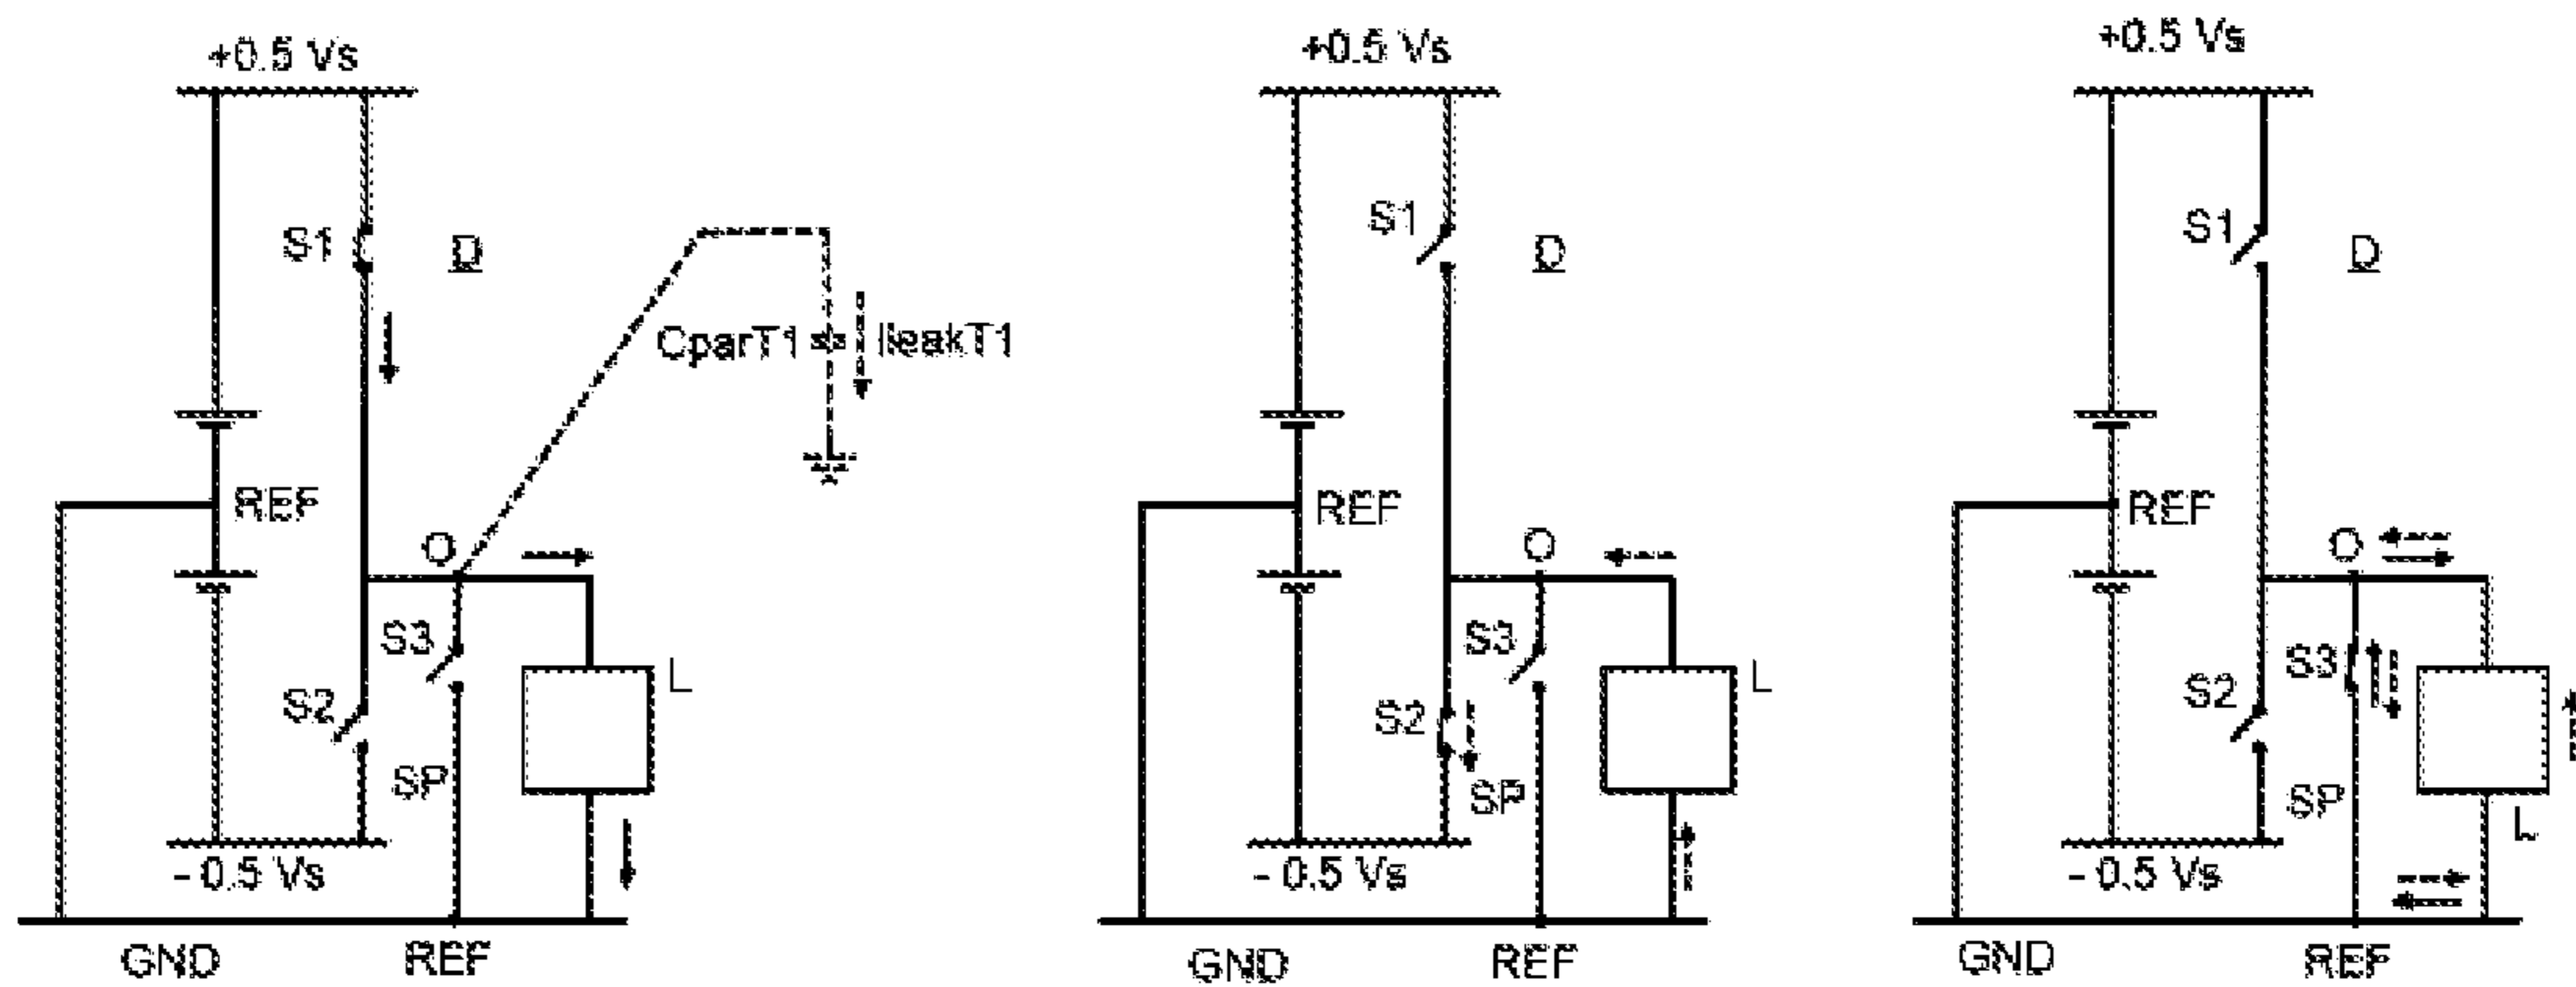 +0.5 Vs
S1
D
CparT1
IleakT1
REF
O
S3
L
S2
SP
- 0.5 Vs
GND
REF
+0.5 Vs
S1
D
REF
O
S3
L
S2
SP
- 0.5 Vs
GND
REF
+0.5 Vs
S1
D
REF
O
S3
S2
SP
L
- 0.5 Vs
GND
REF